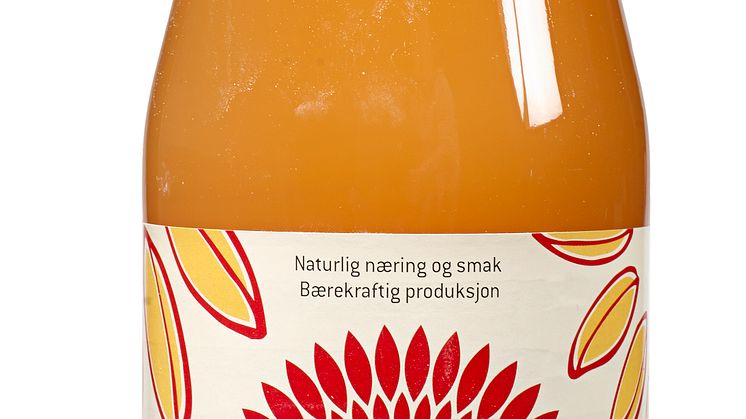 Naturlig næring og smak
Bærekraftig produksjon